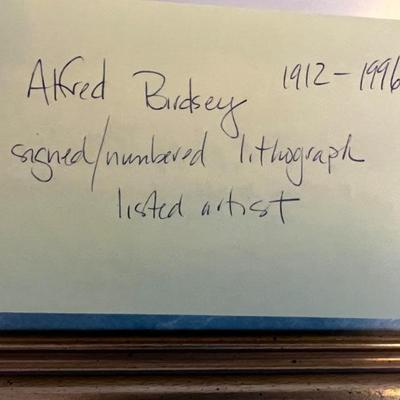 Alfred Birdsey 1912-1996
signed/numbered lithograph
listed artist